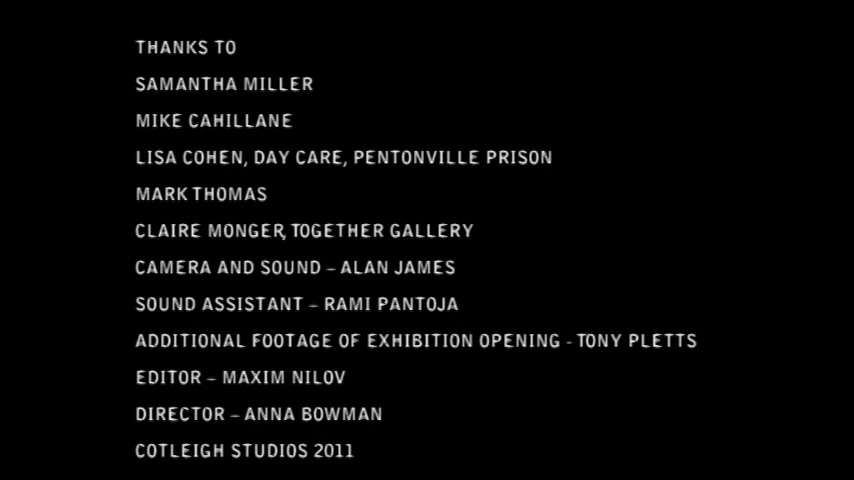 THANKS TO
SAMANTHA MILLER
MIKE CAHILLANE
LISA COHEN, DAY CARE, PENTONVILLE PRISON
MARK THOMAS
CLAIRE MONGER, TOGETHER GALLERY
CAMERA AND SOUND – ALAN JAMES
SOUND ASSISTANT – RAMI PANTOJA
ADDITIONAL FOOTAGE OF EXHIBITION OPENING - TONY PLETTS
EDITOR – MAXIM NILOV
DIRECTOR – ANNA BOWMAN
COTLEIGH STUDIOS 2011